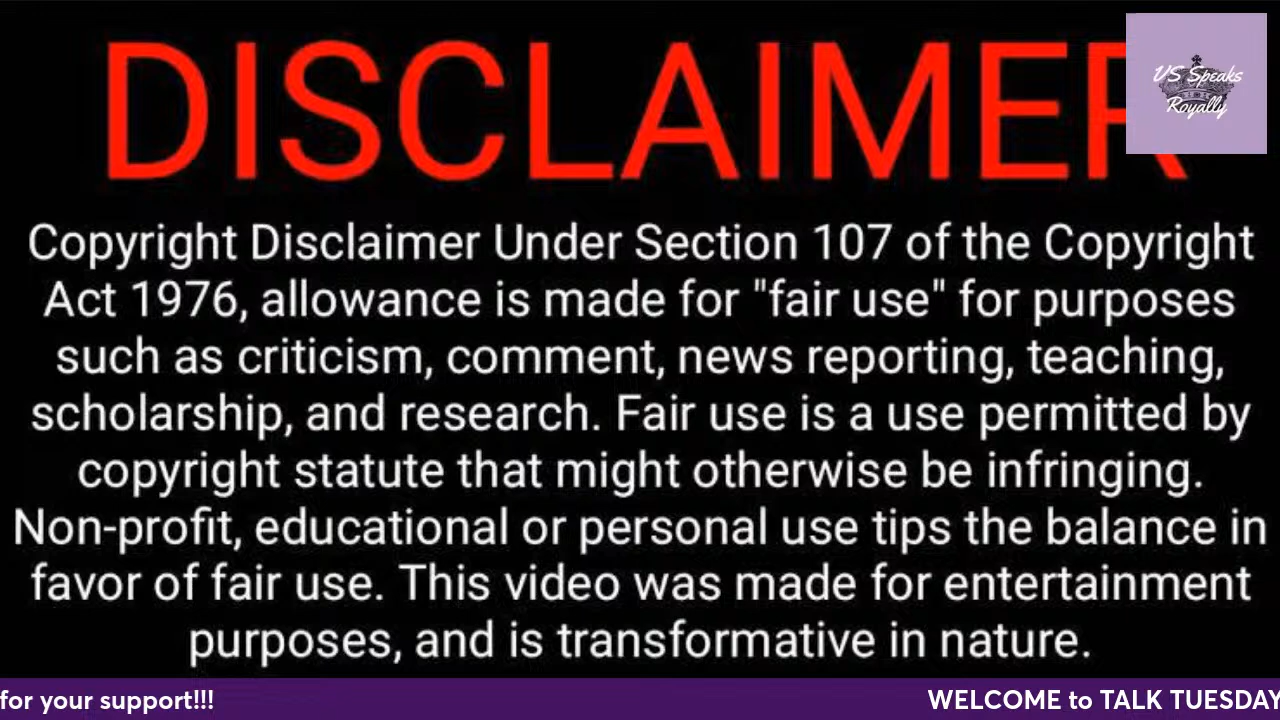 DISCLAIMER
VS Speaks
Royally
Copyright Disclaimer Under Section 107 of the Copyright
Act 1976, allowance is made for "fair use" for purposes
such as criticism, comment, news reporting, teaching,
scholarship, and research. Fair use is a use permitted by
copyright statute that might otherwise be infringing.
Non-profit, educational or personal use tips the balance in
favor of fair use. This video was made for entertainment
purposes, and is transformative in nature.
for your support!!! WELCOME to TALK TUESDAY